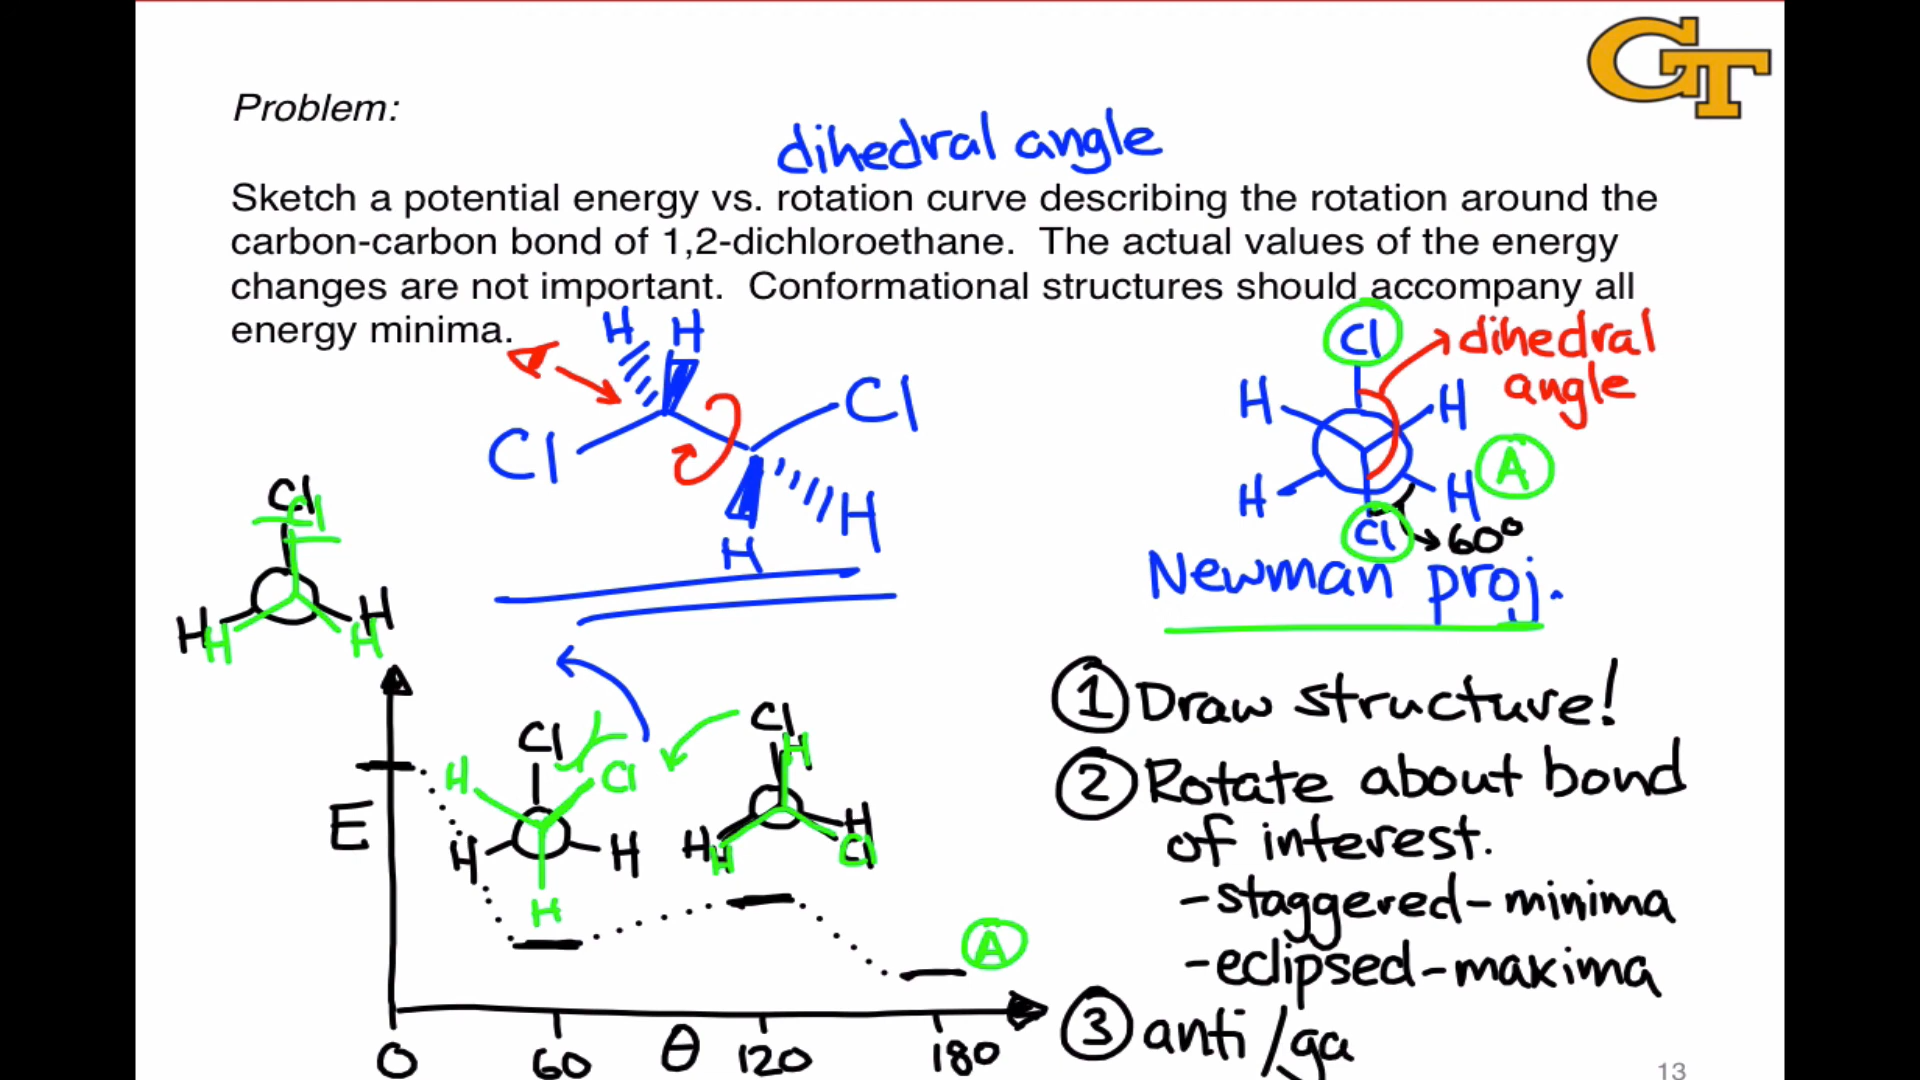 GT
Problem:
dihedral angle
Sketch a potential energy vs. rotation curve describing the rotation around the
carbon-carbon bond of 1,2-dichloroethane. The actual values of the energy
changes are not important. Conformational structures should accompany all
energy minima.
H H
Cl
Cl
H
H
Cl
dihedral
angle
H H
A
H H
Cl
60°
Newman proj.
Cl
Cl
H H
H H
Cl
H Cl
H H
H
Cl
H
H H
H Cl
E
A
0 60 θ 120 180
① Draw structure!
② Rotate about bond
of interest.
-staggered-minima
-eclipsed-maxima
③ anti/ga
13